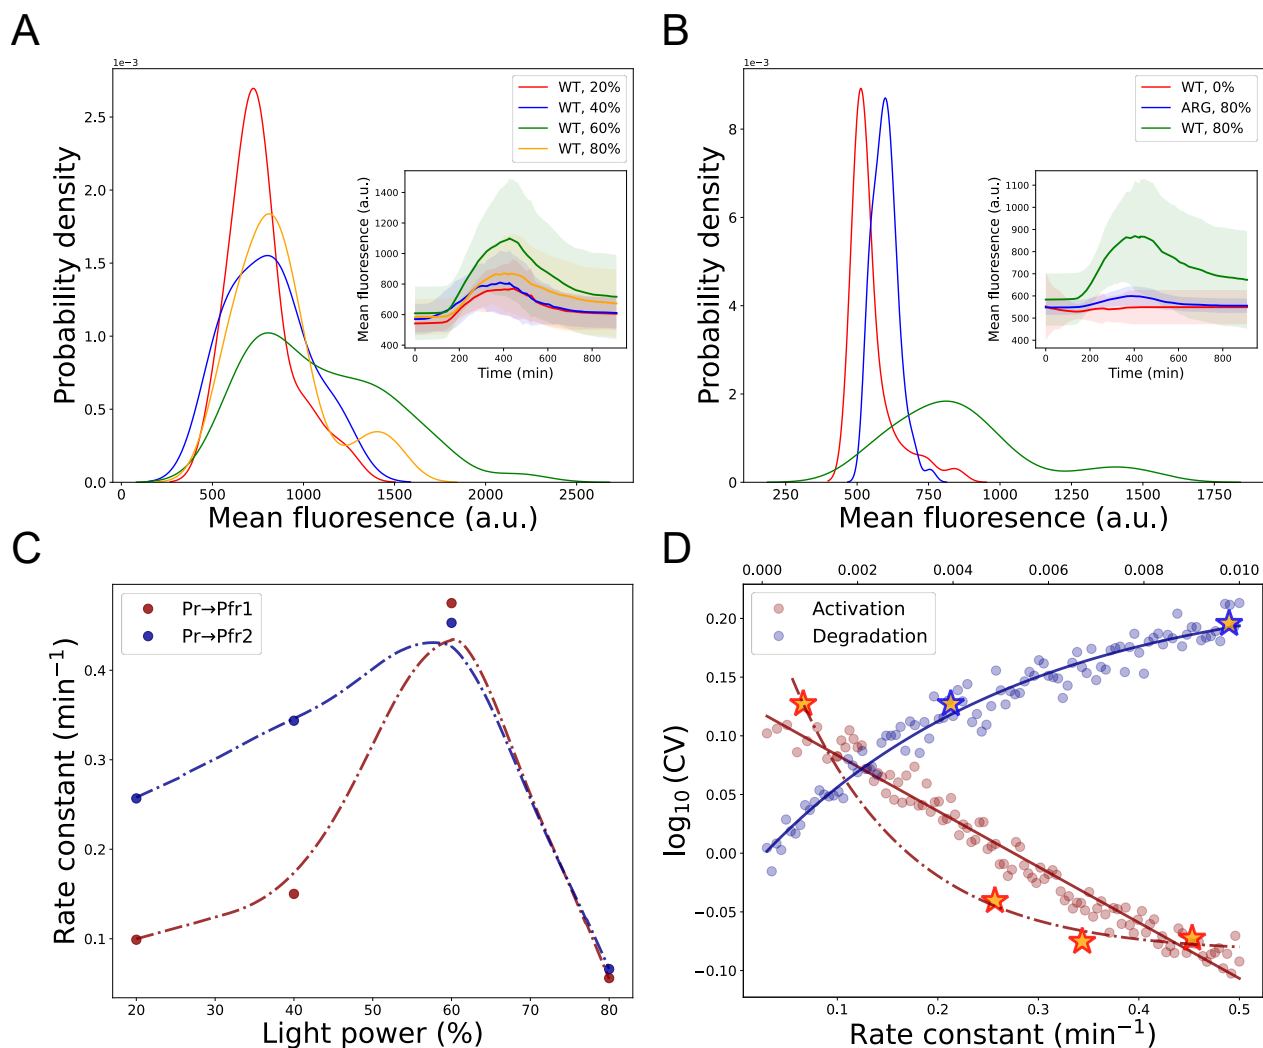 A
1e−3
Probability density
2.5
2.0
1.5
1.0
0.5
0.0
0
500
1000
1500
2000
2500
Mean fluoresence (a.u.)
WT, 20%
WT, 40%
WT, 60%
WT, 80%
Mean fluoresence (a.u.)
1400
1200
1000
800
600
400
0
200
400
600
800
Time (min)
B
1e−3
Probability density
8
6
4
2
0
250
500
750
1000
1250
1500
1750
Mean fluoresence (a.u.)
WT, 0%
ARG, 80%
WT, 80%
Mean fluoresence (a.u.)
1100
1000
900
800
700
600
500
400
0
200
400
600
800
Time (min)
C
Rate constant (min−1)
0.4
0.3
0.2
0.1
20
30
40
50
60
70
80
Light power (%)
Pr→Pfr1
Pr→Pfr2
D
0.000
0.002
0.004
0.006
0.008
0.010
log10 (CV)
0.20
0.15
0.10
0.05
0.00
−0.05
−0.10
0.1
0.2
0.3
0.4
0.5
Rate constant (min−1)
Activation
Degradation